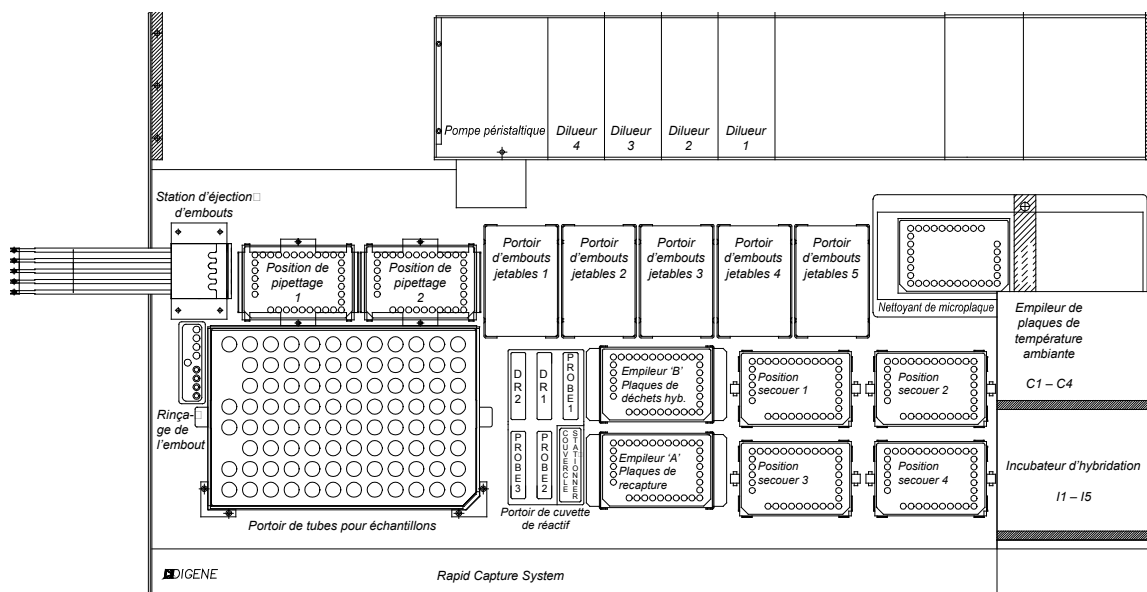 Pompe péristaltique
Dilueur
4
Dilueur
3
Dilueur
2
Dilueur
1
Station d'éjection
d'embouts
Position de
pipettage
1
Position de
pipettage
2
Portoir
d'embouts
jetables 1
Portoir
d'embouts
jetables 2
Portoir
d'embouts
jetables 3
Portoir
d'embouts
jetables 4
Portoir
d'embouts
jetables 5
Nettoyant de microplaque
Empileur de
plaques de
température
ambiante
C1 – C4
Rinça-
ge de
l'embout
DR2
DR1
PROBE1
PROBE3
PROBE2
COUVERCLE
STATIONNER
Empileur 'B'
Plaques de
déchets hyb.
Empileur 'A'
Plaques de
recapture
Position
secouer 1
Position
secouer 2
Position
secouer 3
Position
secouer 4
Incubateur d'hybridation
I1 – I5
Portoir de cuvette
de réactif
Portoir de tubes pour échantillons
DIGENE
Rapid Capture System